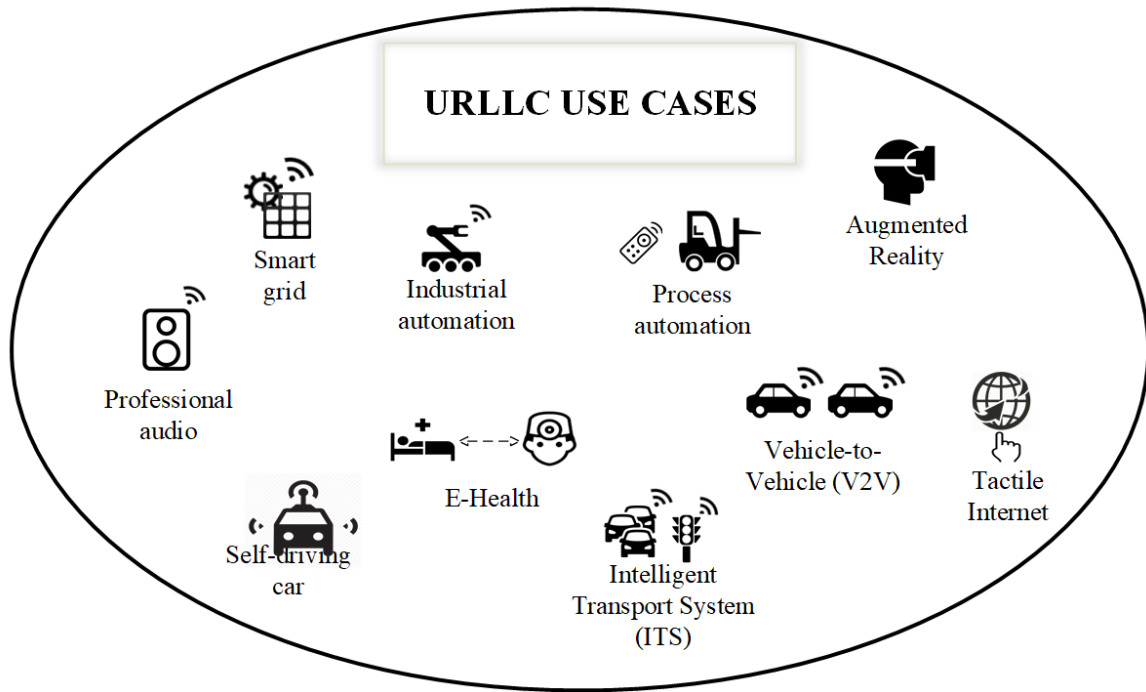 URLLC USE CASES
Augmented
Reality
Smart
grid
Industrial
automation
Process
automation
Professional
audio
Vehicle-to-
Vehicle (V2V)
Tactile
Internet
E-Health
Self-driving
car
Intelligent
Transport System
(ITS)